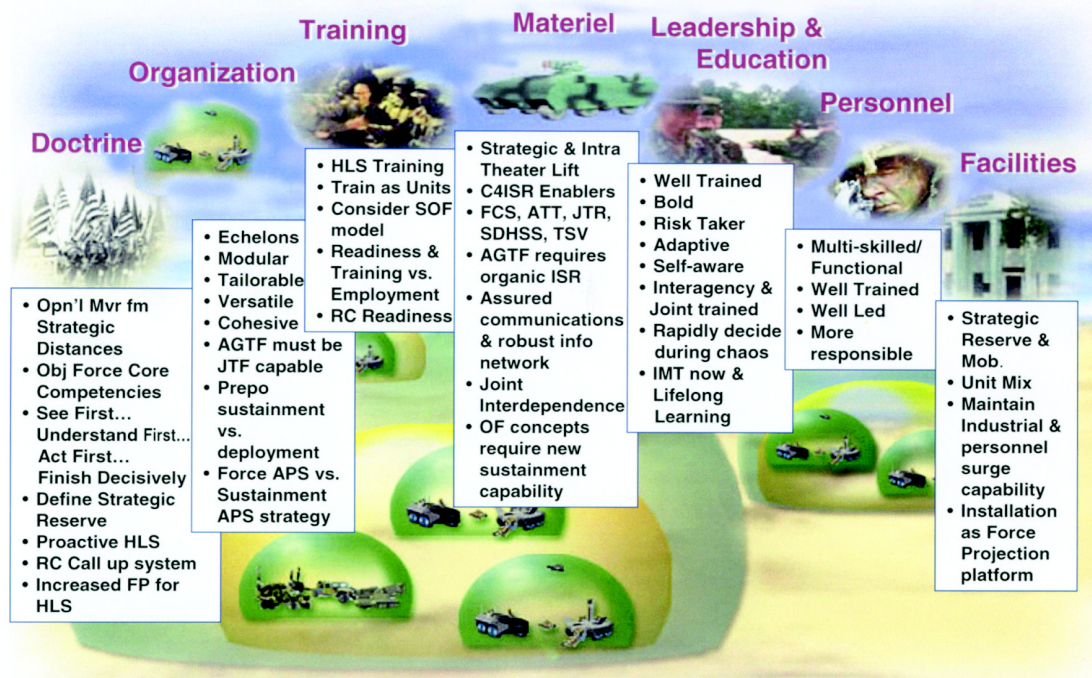 Doctrine
• Opn'l Mvr fm
Strategic
Distances
• Obj Force Core
Competencies
• See First...
Understand First...
Act First...
Finish Decisively
• Define Strategic
Reserve
• Proactive HLS
• RC Call up system
• Increased FP for
HLS
Organization
• Echelons
• Modular
• Tailorable
• Versatile
• Cohesive
• AGTF must be
JTF capable
• Prepo
sustainment
vs.
deployment
• Force APS vs.
Sustainment
APS strategy
Training
• HLS Training
• Train as Units
• Consider SOF
model
• Readiness &
Training vs.
Employment
• RC Readiness
Materiel
• Strategic & Intra
Theater Lift
• C4ISR Enablers
• FCS, ATT, JTR,
SDHSS, TSV
• AGTF requires
organic ISR
• Assured
communications
& robust info
network
• Joint
Interdependence
• OF concepts
require new
sustainment
capability
Leadership &
Education
• Well Trained
• Bold
• Risk Taker
• Adaptive
• Self-aware
• Interagency &
Joint trained
• Rapidly decide
during chaos
• IMT now &
Lifelong
Learning
Personnel
• Multi-skilled/
Functional
• Well Trained
• Well Led
• More
responsible
Facilities
• Strategic
Reserve &
Mob.
• Unit Mix
• Maintain
Industrial &
personnel
surge
capability
• Installation
as Force
Projection
platform